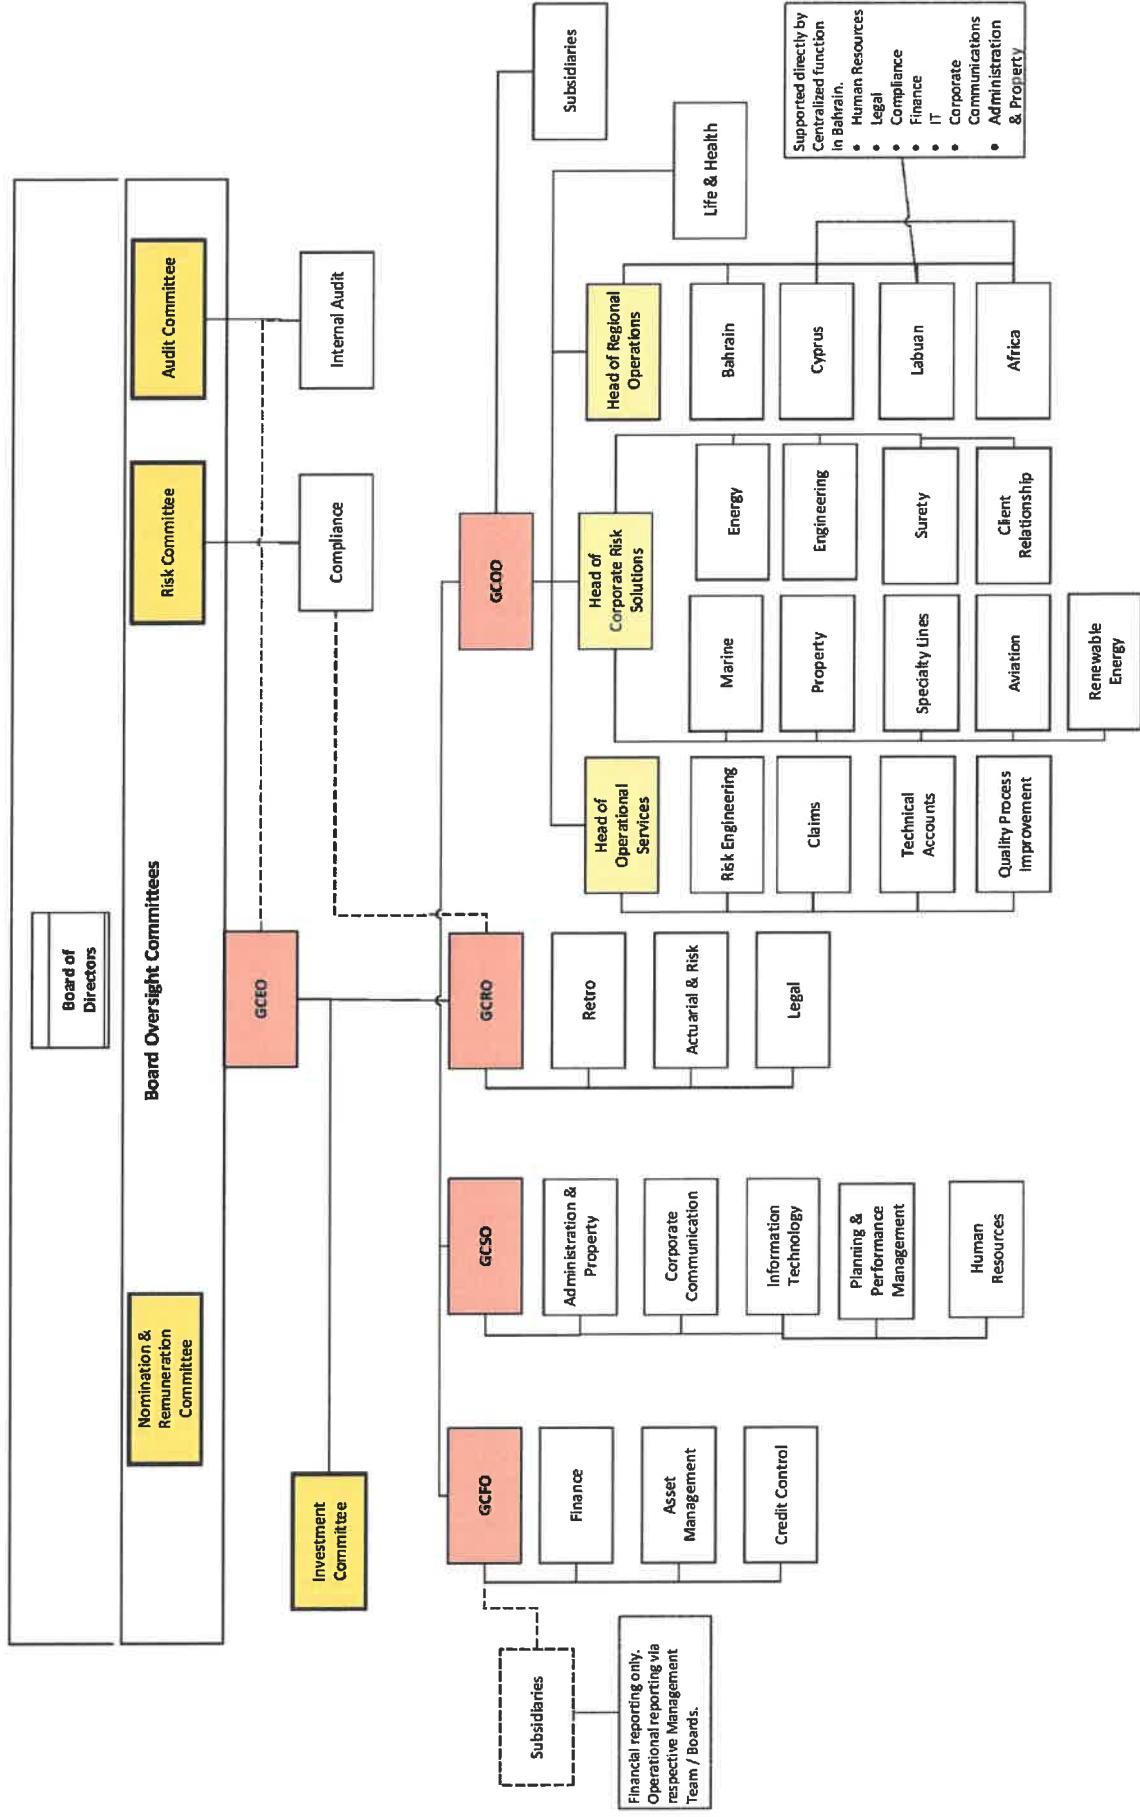 Board of
Directors
Board Oversight Committees
Nomination &
Remuneration
Committee
Risk Committee
Audit Committee
GCEO
Investment
Committee
Compliance
Internal Audit
GCFO
GCSO
GCRO
GCOO
Subsidiaries
Subsidiaries
Financial reporting only.
Operational reporting via
respective Management
Team / Boards.
Finance
Asset
Management
Credit Control
Administration &
Property
Corporate
Communication
Information
Technology
Planning &
Performance
Management
Human
Resources
Retro
Actuarial & Risk
Legal
Head of
Operational
Services
Risk Engineering
Claims
Technical
Accounts
Quality Process
Improvement
Head of
Corporate Risk
Solutions
Marine
Property
Specialty Lines
Aviation
Renewable
Energy
Energy
Engineering
Surety
Client
Relationship
Head of Regional
Operations
Bahrain
Cyprus
Labuan
Africa
Life & Health
Supported directly by
Centralized function
in Bahrain.
• Human Resources
• Legal
• Compliance
• Finance
• IT
• Corporate
Communications
• Administration
& Property